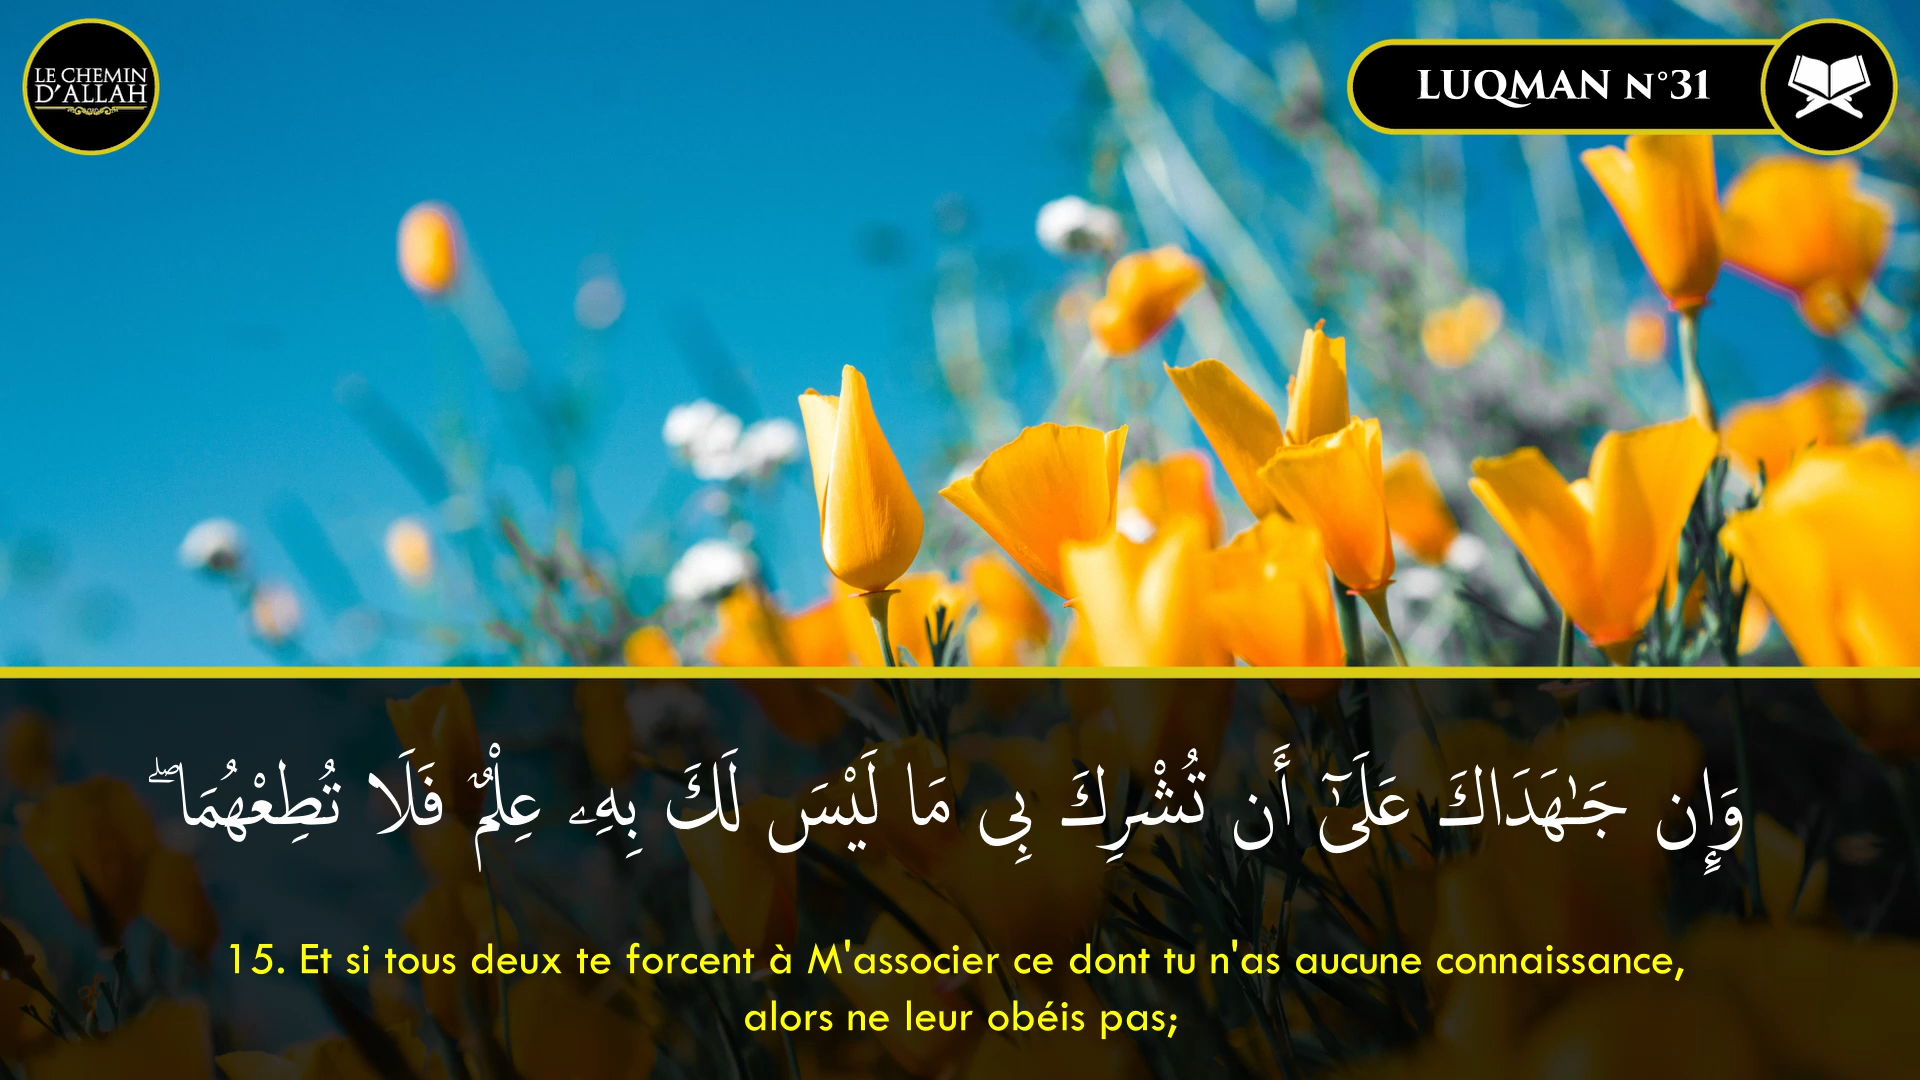 LE CHEMIN
D'ALLAH
LUQMAN N°31
وَإِن جَـٰهَدَاكَ عَلَىٰٓ أَن تُشْرِكَ بِى مَا لَيْسَ لَكَ بِهِۦ عِلْمٌ فَلَا تُطِعْهُمَا ۖ
15. Et si tous deux te forcent à M'associer ce dont tu n'as aucune connaissance,
alors ne leur obéis pas;